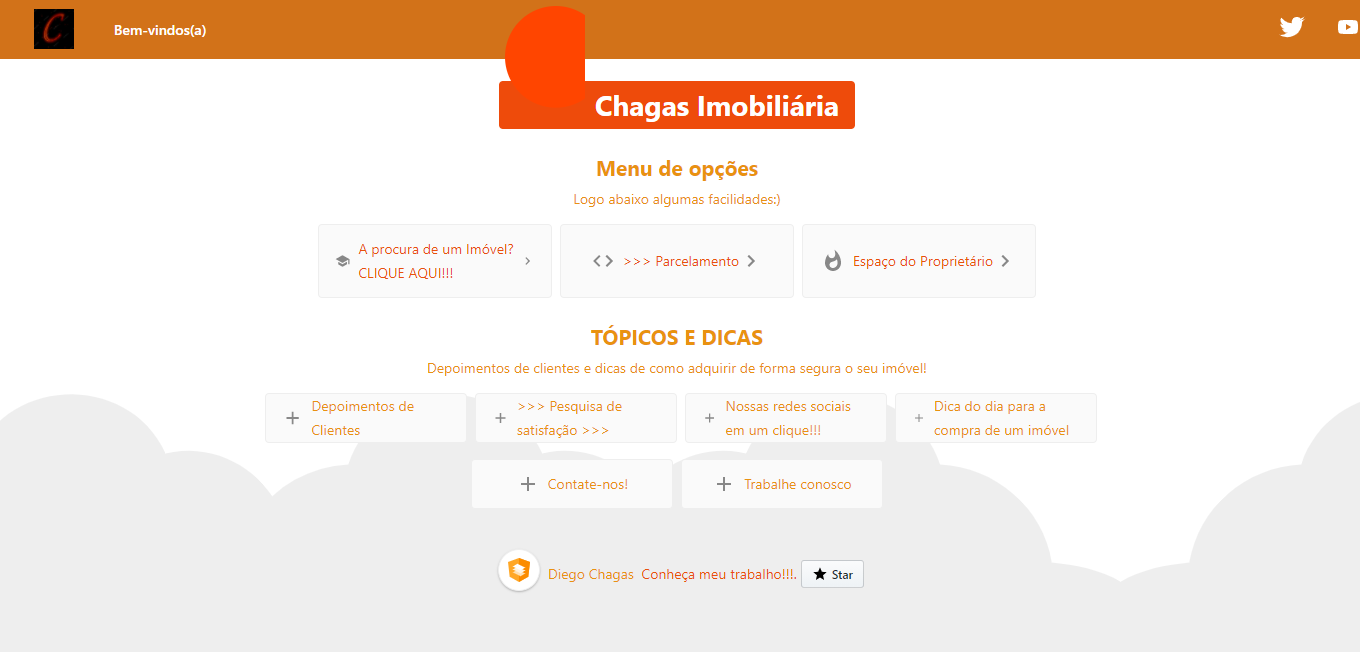 C
Bem-vindos(a)
Chagas Imobiliária
Menu de opções
Logo abaixo algumas facilidades:)
A procura de um Imóvel?
CLIQUE AQUI!!!
>>> Parcelamento
Espaço do Proprietário
TÓPICOS E DICAS
Depoimentos de clientes e dicas de como adquirir de forma segura o seu imóvel!
Depoimentos de
Clientes
>>> Pesquisa de
satisfação >>>
Nossas redes sociais
em um clique!!!
Dica do dia para a
compra de um imóvel
Contate-nos!
Trabalhe conosco
Diego Chagas Conheça meu trabalho!!!. Star